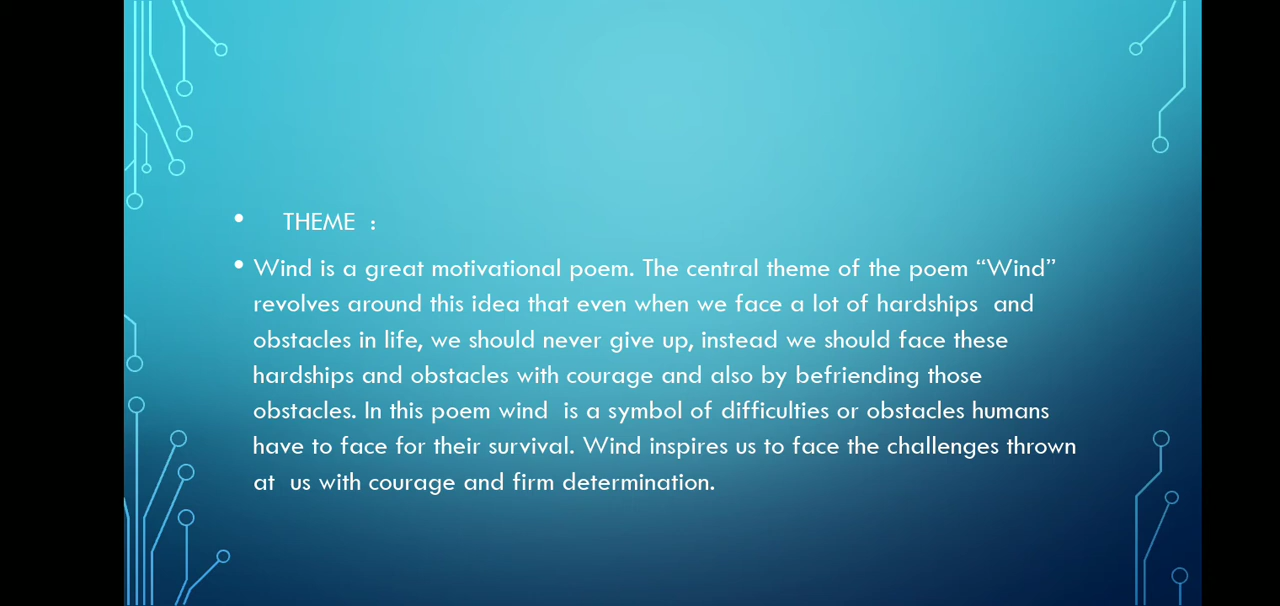 • THEME :
• Wind is a great motivational poem. The central theme of the poem “Wind”
revolves around this idea that even when we face a lot of hardships and
obstacles in life, we should never give up, instead we should face these
hardships and obstacles with courage and also by befriending those
obstacles. In this poem wind is a symbol of difficulties or obstacles humans
have to face for their survival. Wind inspires us to face the challenges thrown
at us with courage and firm determination.